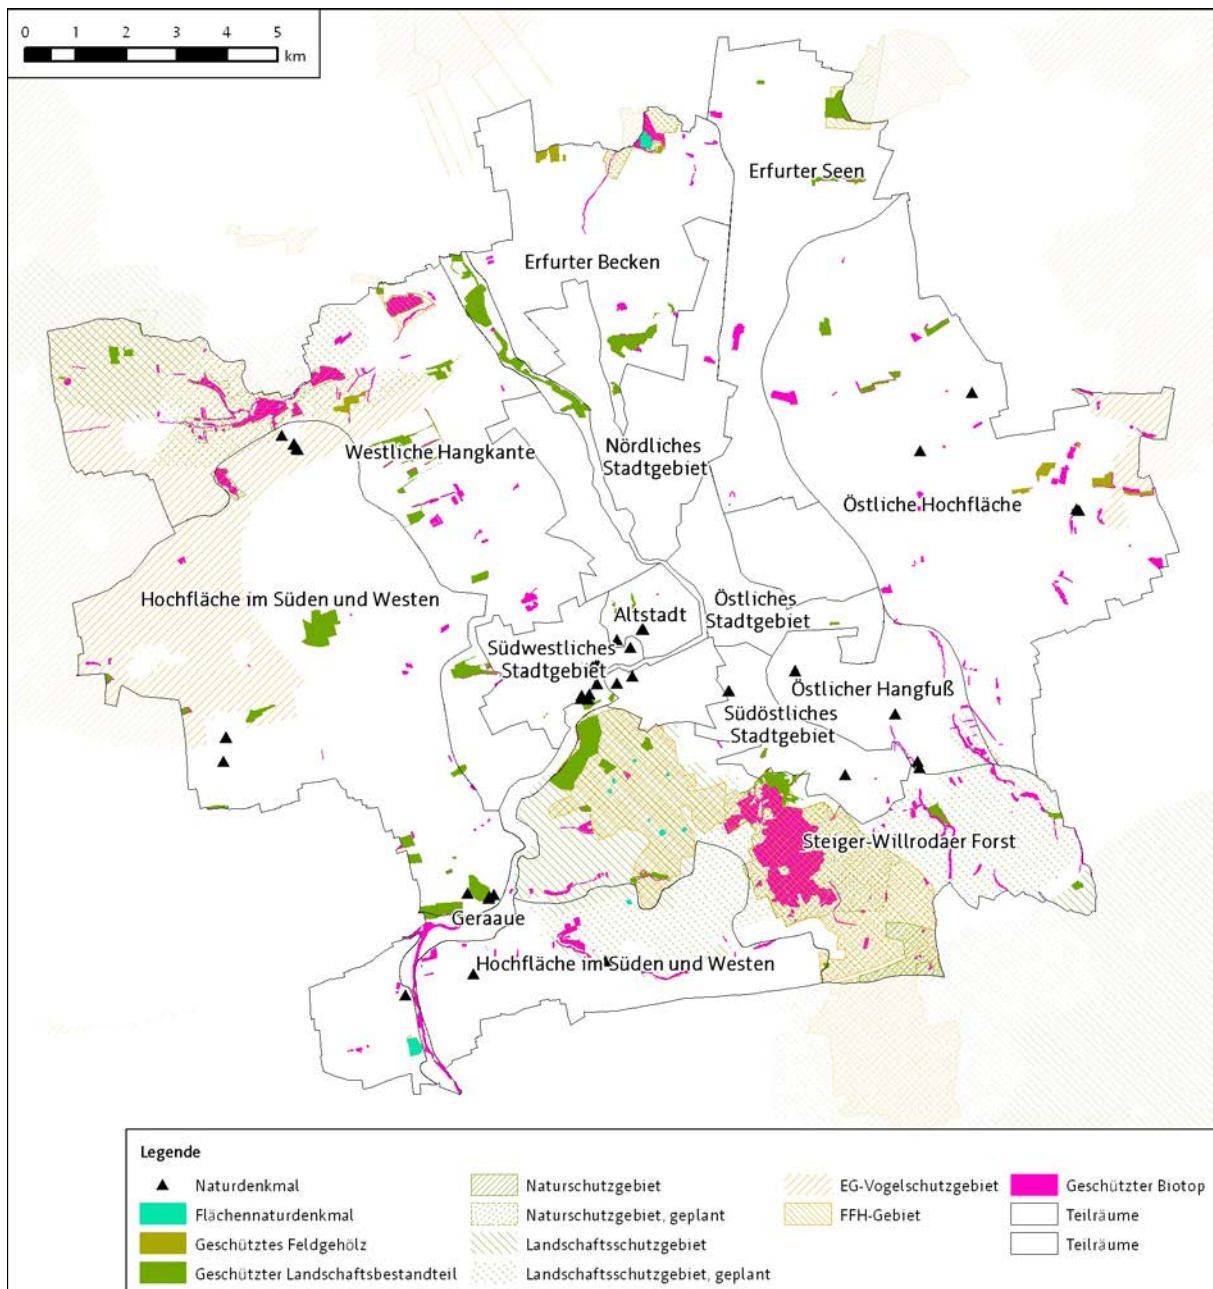 0 1 2 3 4 5
km
Erfurter Seen
Erfurter Becken
Westliche Hangkante
Nördliches
Stadtgebiet
Östliche Hochfläche
Hochfläche im Süden und Westen
Altstadt
Östliches
Stadtgebiet
Südwestliches
Stadtgebiet
Östlicher Hangfuß
Südöstliches
Stadtgebiet
Steiger-Willrodaer Forst
Geraaue
Hochfläche im Süden und Westen
Legende
Naturdenkmal
Flächennaturdenkmal
Geschütztes Feldgehölz
Geschützter Landschaftsbestandteil
Naturschutzgebiet
Naturschutzgebiet, geplant
Landschaftsschutzgebiet
Landschaftsschutzgebiet, geplant
EG-Vogelschutzgebiet
FFH-Gebiet
Geschützter Biotop
Teilräume
Teilräume